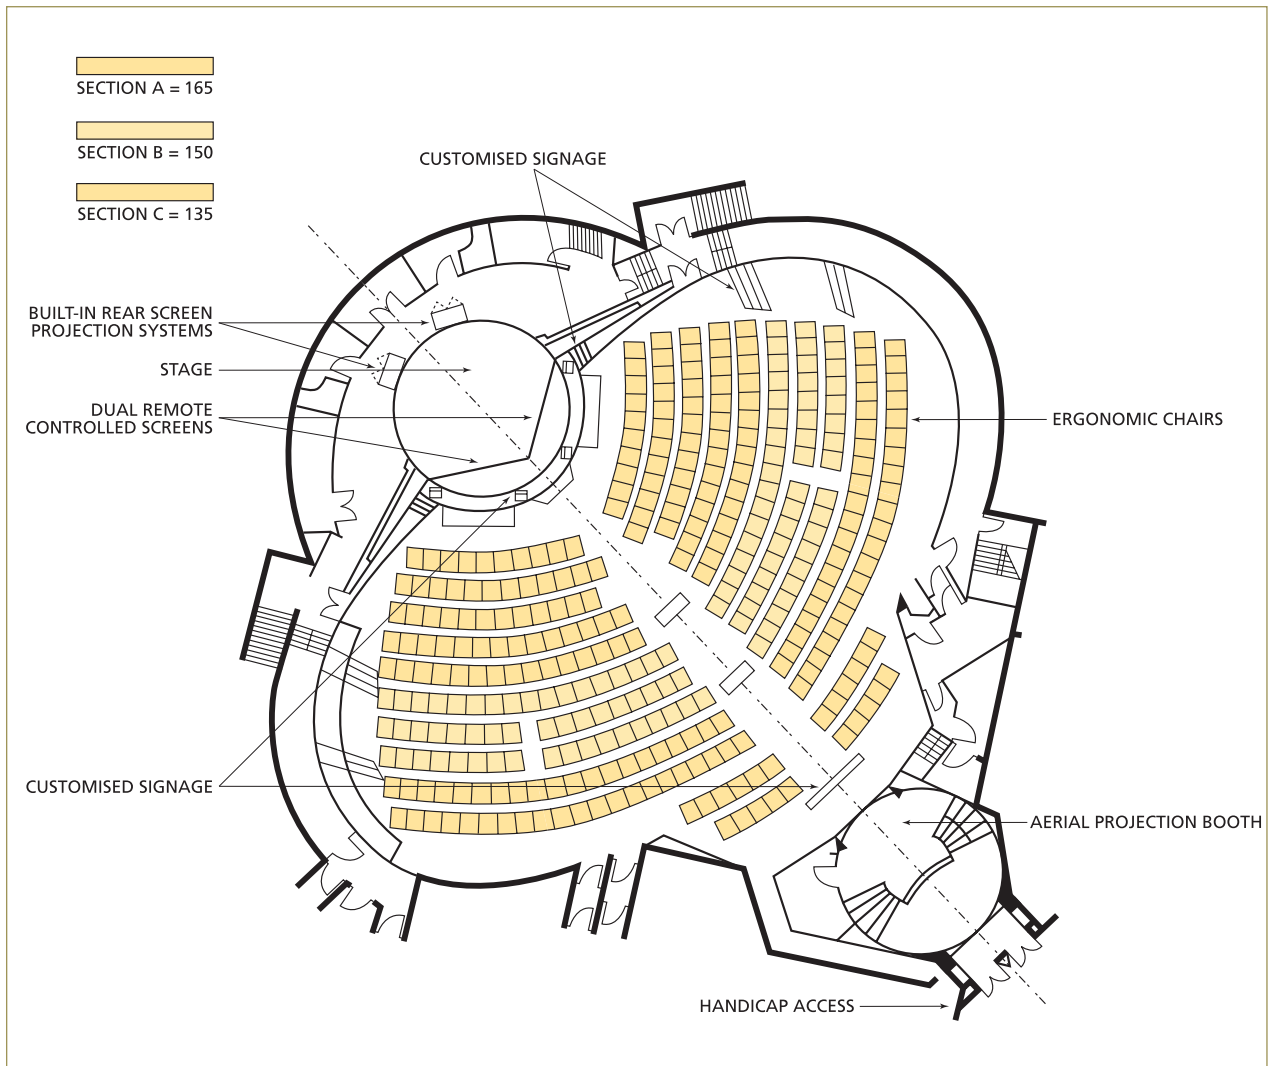 SECTION A = 165
SECTION B = 150
SECTION C = 135
CUSTOMISED SIGNAGE
BUILT-IN REAR SCREEN
PROJECTION SYSTEMS
STAGE
DUAL REMOTE
CONTROLLED SCREENS
ERGONOMIC CHAIRS
CUSTOMISED SIGNAGE
AERIAL PROJECTION BOOTH
HANDICAP ACCESS